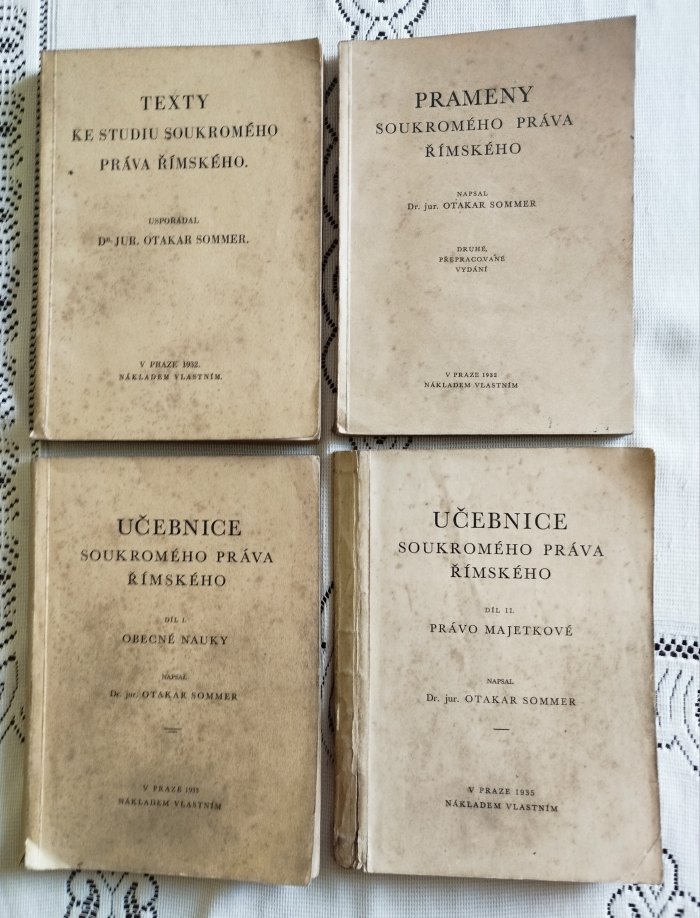 TEXTY
KE STUDIU SOUKROMÉHO
PRÁVA ŘÍMSKÉHO.
USPOŘÁDAL
DR. JUR. OTAKAR SOMMER.
V PRAZE 1932.
NÁKLADEM VLASTNÍM.
PRAMENY
SOUKROMÉHO PRÁVA
ŘÍMSKÉHO
NAPSAL
Dr. jur. OTAKAR SOMMER
DRUHÉ,
PŘEPRACOVANÉ
VYDÁNÍ
V PRAZE 1932
NÁKLADEM VLASTNÍM
UČEBNICE
SOUKROMÉHO PRÁVA
ŘÍMSKÉHO
DÍL I.
OBECNÉ NAUKY
NAPSAL
Dr. jur. OTAKAR SOMMER
V PRAZE
NÁKLADEM VLASTNÍM
UČEBNICE
SOUKROMÉHO PRÁVA
ŘÍMSKÉHO
DÍL II.
PRÁVO MAJETKOVÉ
NAPSAL
Dr. jur. OTAKAR SOMMER
V PRAZE 1935
NÁKLADEM VLASTNÍM